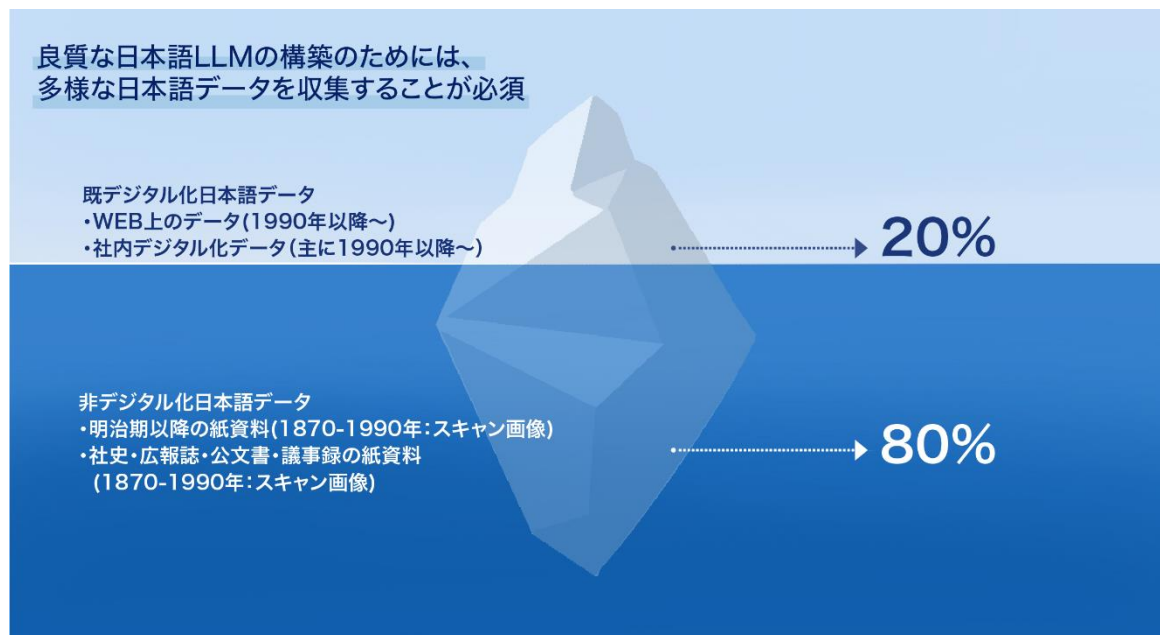 良質な日本語LLMの構築のためには、
多様な日本語データを収集することが必須
既デジタル化日本語データ
・WEB上のデータ(1990年以降~)
・社内デジタル化データ(主に1990年以降~)
20%
非デジタル化日本語データ
・明治期以降の紙資料(1870-1990年:スキャン画像)
・社史・広報誌・公文書・議事録の紙資料
(1870-1990年:スキャン画像)
80%